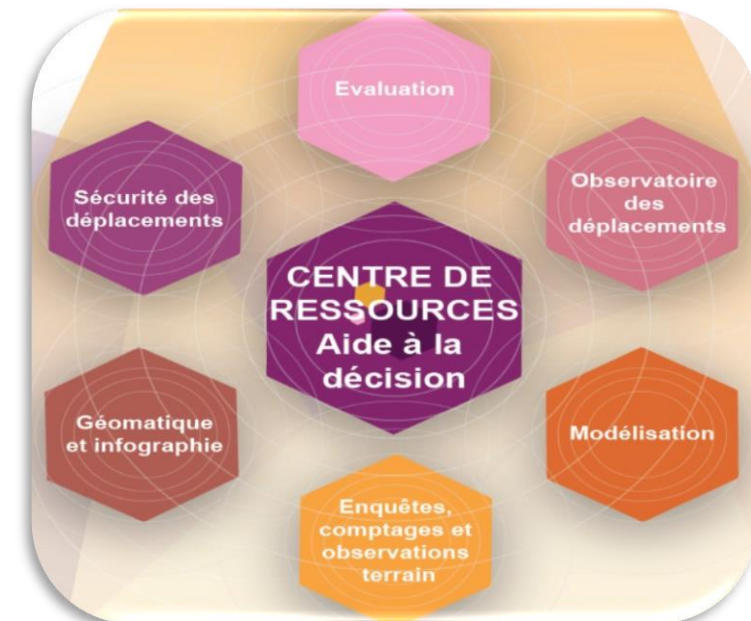 Evaluation
Sécurité des
déplacements
Observatoire
des
déplacements
CENTRE DE
RESSOURCES
Aide à la
décision
Géomatique
et infographie
Modélisation
Enquêtes,
comptages et
observations
terrain